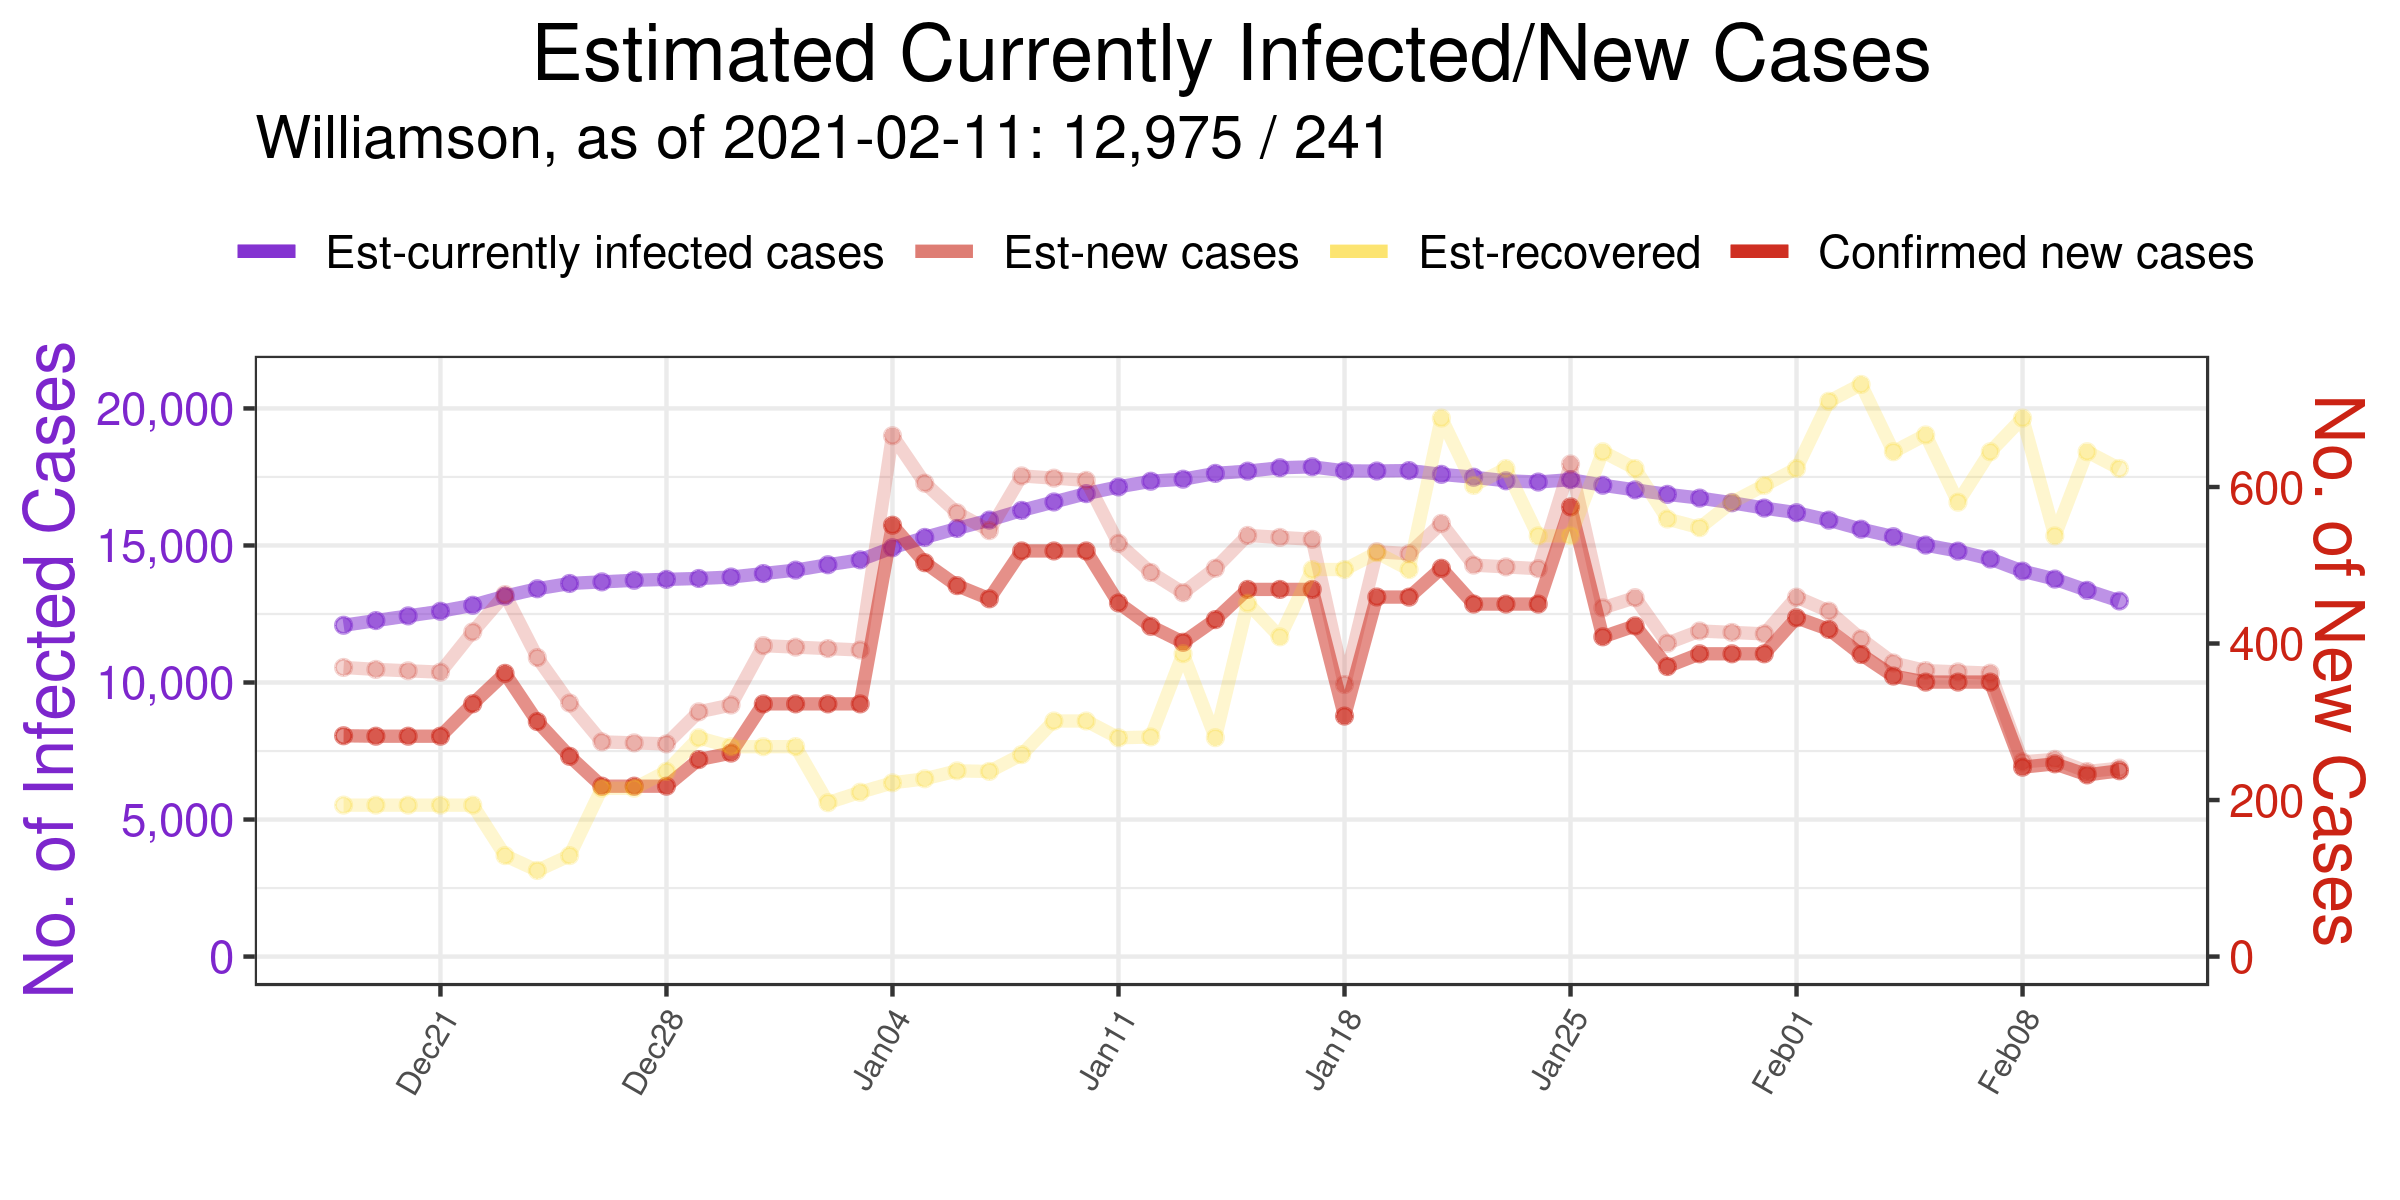 Estimated Currently Infected/New Cases
Williamson, as of 2021-02-11: 12,975 / 241
Est-currently infected cases Est-new cases Est-recovered Confirmed new cases
No. of Infected Cases
20,000
15,000
10,000
5,000
0
600
400
200
0
No. of New Cases
Dec21 Dec28 Jan04 Jan11 Jan18 Jan25 Feb01 Feb08